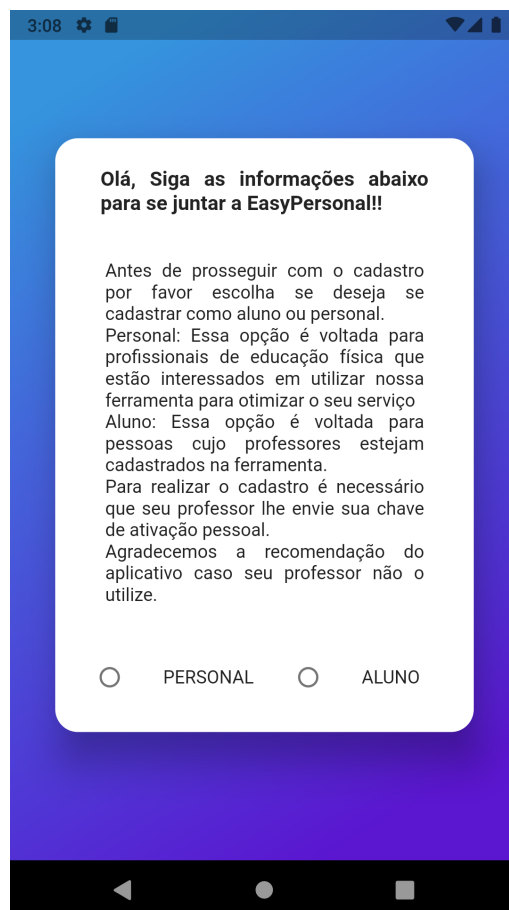 3:08
Olá, Siga as informações abaixo
para se juntar a EasyPersonal!!
Antes de prosseguir com o cadastro
por favor escolha se deseja se
cadastrar como aluno ou personal.
Personal: Essa opção é voltada para
profissionais de educação física que
estão interessados em utilizar nossa
ferramenta para otimizar o seu serviço
Aluno: Essa opção é voltada para
pessoas cujo professores estejam
cadastrados na ferramenta.
Para realizar o cadastro é necessário
que seu professor lhe envie sua chave
de ativação pessoal.
Agradecemos a recomendação do
aplicativo caso seu professor não o
utilize.
PERSONAL ALUNO